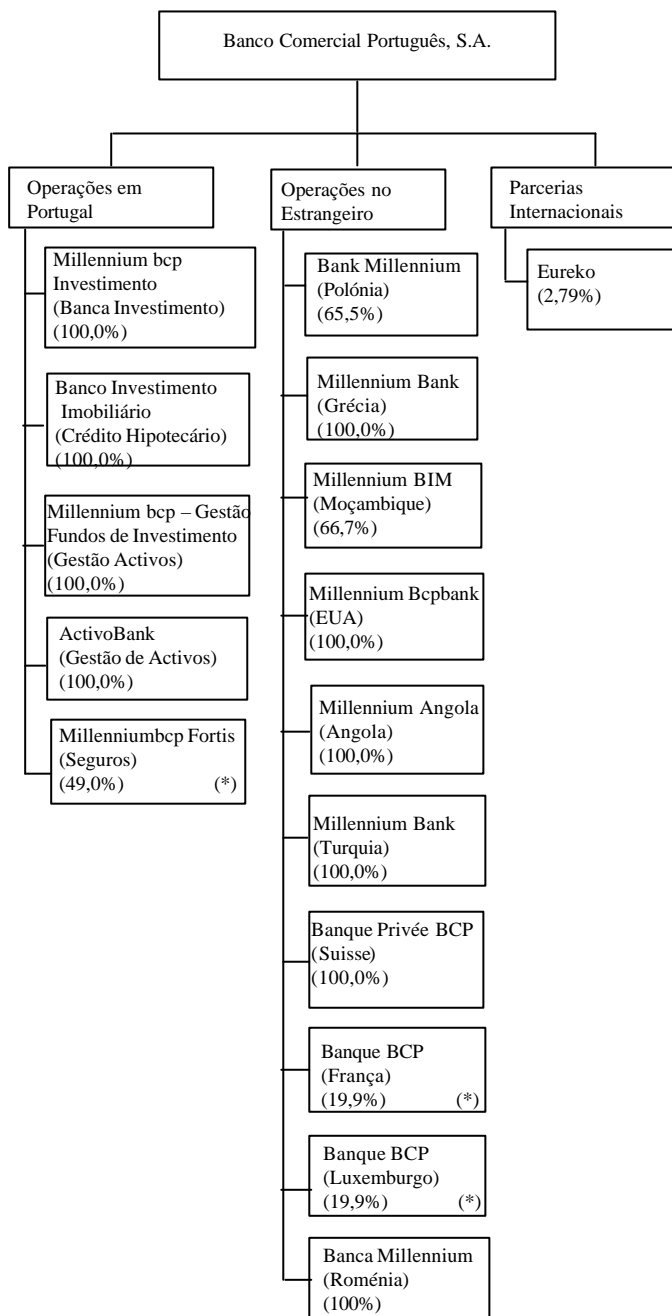 Banco Comercial Português, S.A.
Operações em
Portugal
Millennium bcp
Investimento
(Banca Investimento)
(100,0%)
Banco Investimento
Imobiliário
(Crédito Hipotecário)
(100,0%)
Millennium bcp – Gestão
Fundos de Investimento
(Gestão Activos)
(100,0%)
ActivoBank
(Gestão de Activos)
(100,0%)
Millenniumbcp Fortis
(Seguros)
(49,0%) (*)
Operações no
Estrangeiro
Bank Millennium
(Polónia)
(65,5%)
Millennium Bank
(Grécia)
(100,0%)
Millennium BIM
(Moçambique)
(66,7%)
Millennium Bcpbank
(EUA)
(100,0%)
Millennium Angola
(Angola)
(100,0%)
Millennium Bank
(Turquia)
(100,0%)
Banque Privée BCP
(Suisse)
(100,0%)
Banque BCP
(França)
(19,9%) (*)
Banque BCP
(Luxemburgo)
(19,9%) (*)
Banca Millennium
(Roménia)
(100%)
Parcerias
Internacionais
Eureko
(2,79%)